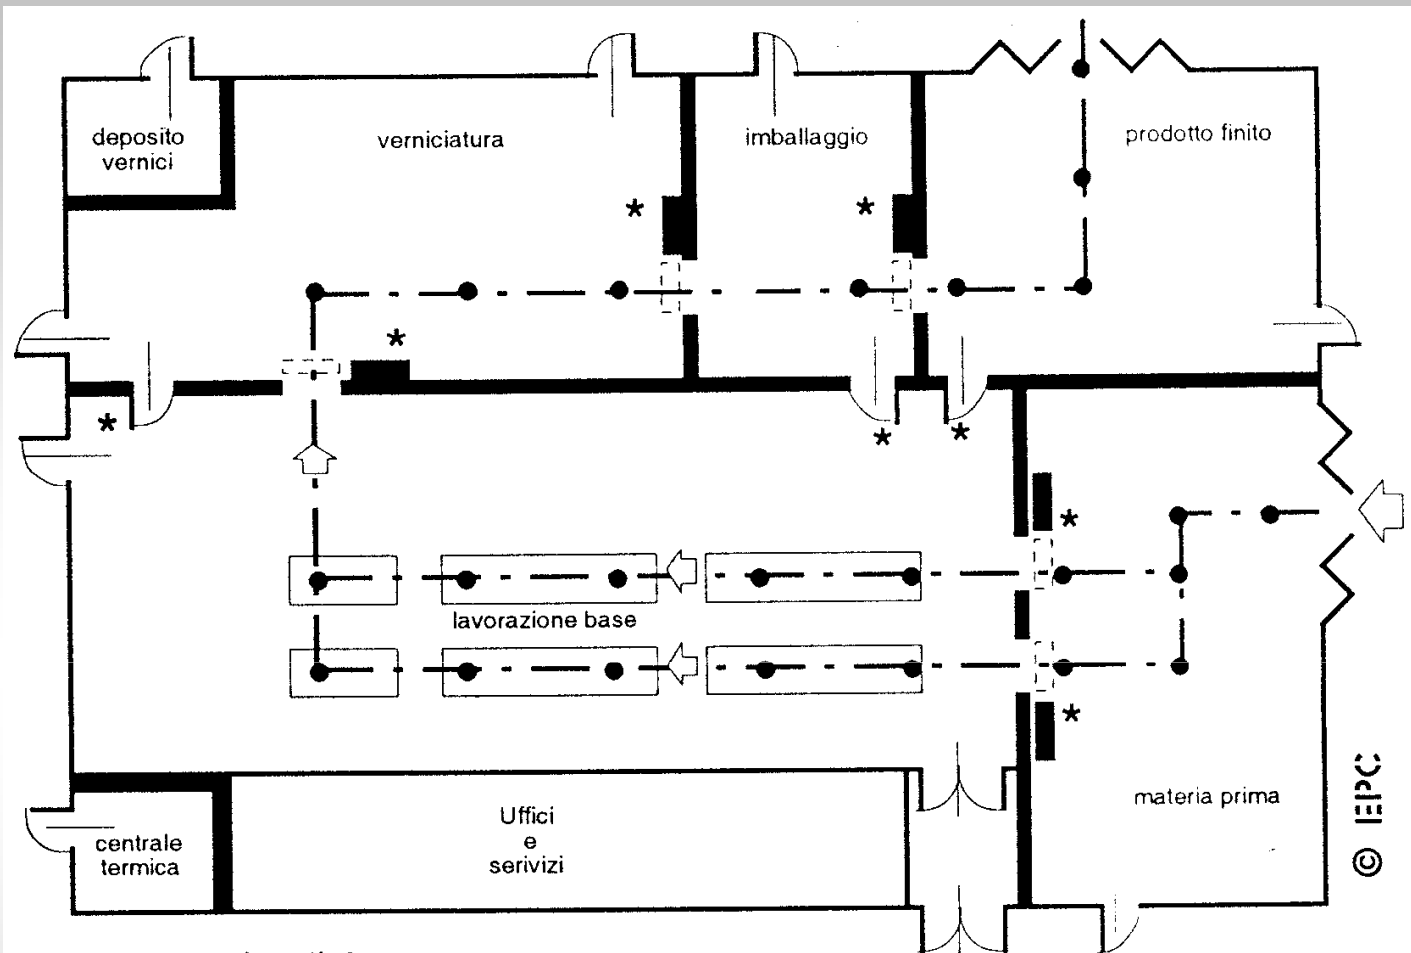 deposito
vernici
verniciatura
imballaggio
prodotto finito
*
*
*
*
*
*
*
*
lavorazione base
materia prima
Uffici
e
serivizi
centrale
termica
© EPC